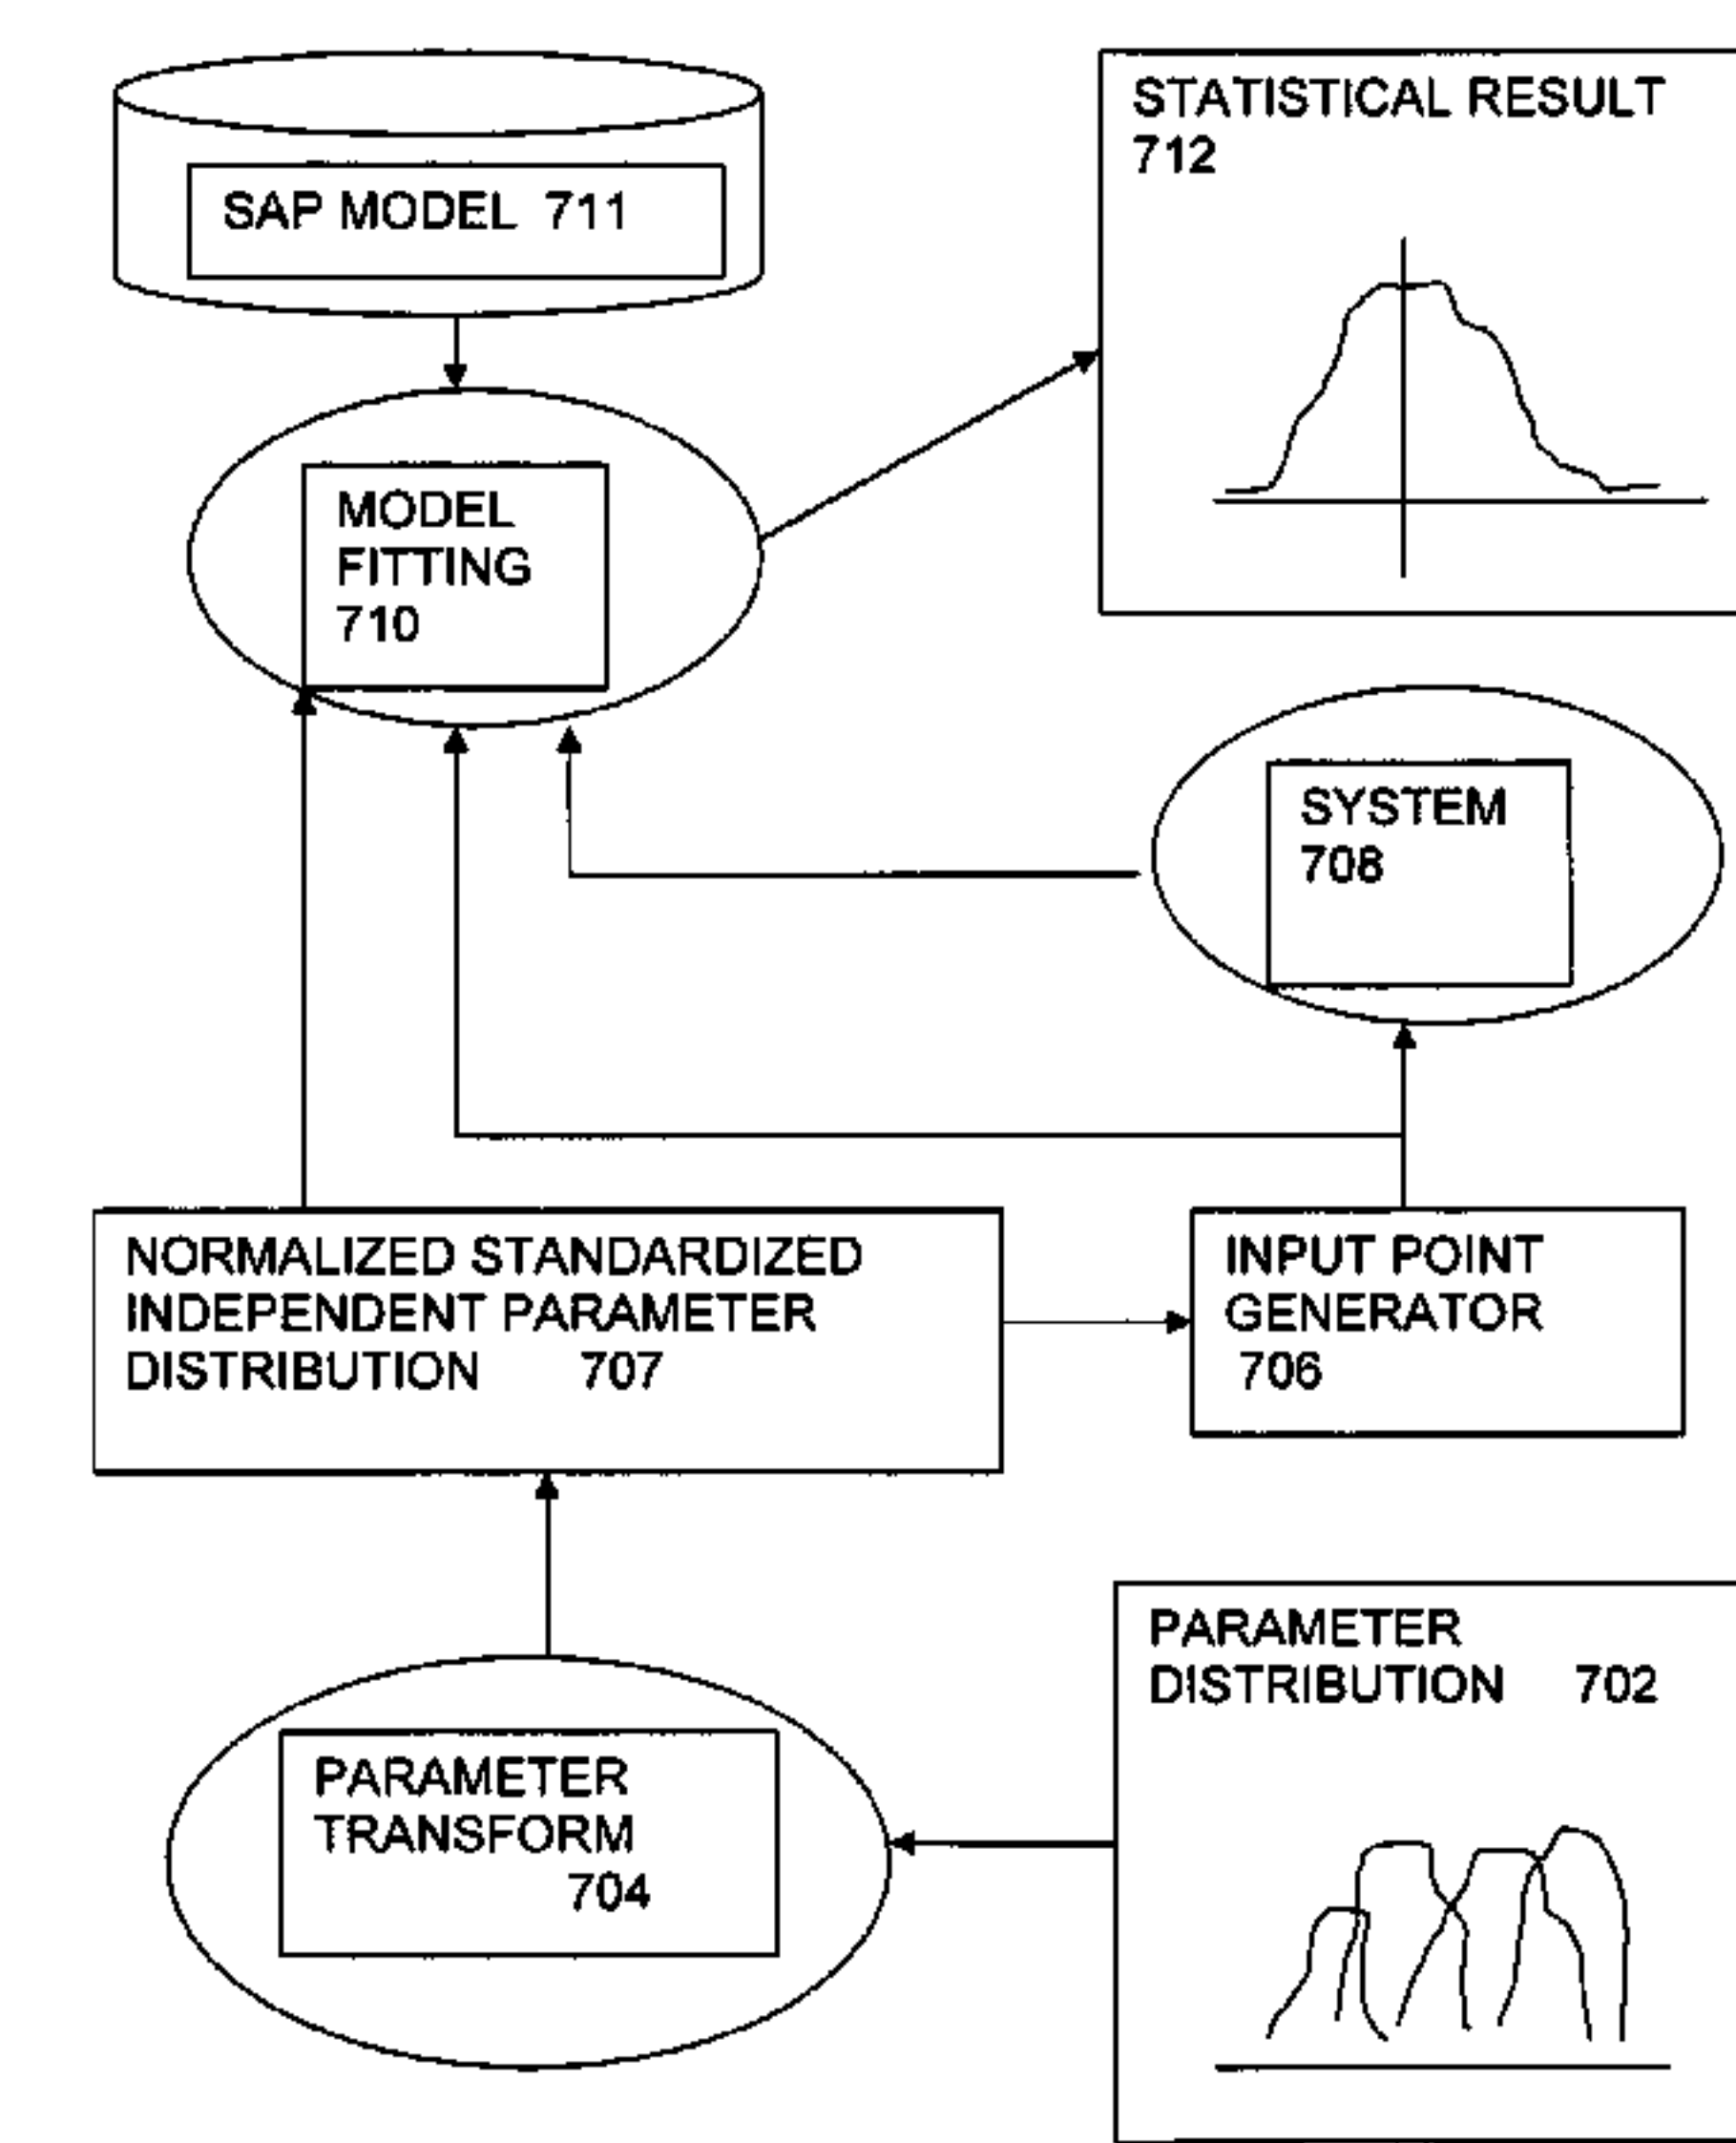 SAP MODEL 711
STATISTICAL RESULT
712
MODEL
FITTING
710
SYSTEM
708
NORMALIZED STANDARDIZED
INDEPENDENT PARAMETER
DISTRIBUTION 707
INPUT POINT
GENERATOR
706
PARAMETER
TRANSFORM
704
PARAMETER
DISTRIBUTION 702